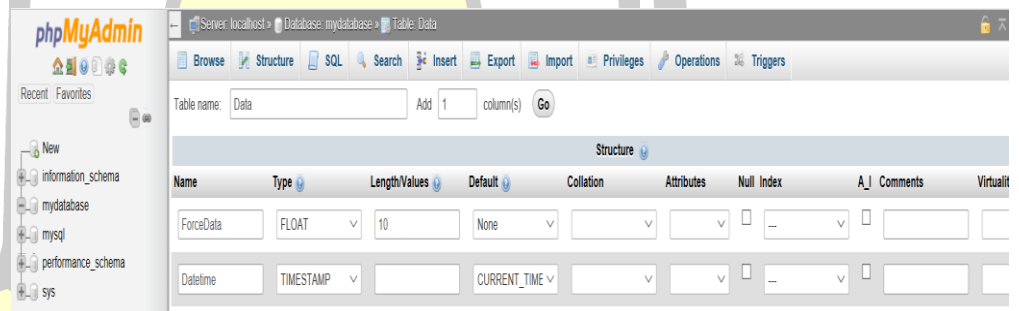 phpMyAdmin
Recent Favorites
New
information_schema
mydatabase
mysql
performance_schema
sys
Server: localhost » Database: mydatabase » Table: Data
Browse Structure SQL Search Insert Export Import Privileges Operations Triggers
Table name: Data Add 1 column(s) Go
Structure
Name Type Length/Values Default Collation Attributes Null Index A_I Comments Virtualit
ForceData FLOAT 10 None ---
Datetime TIMESTAMP CURRENT_TIME ---